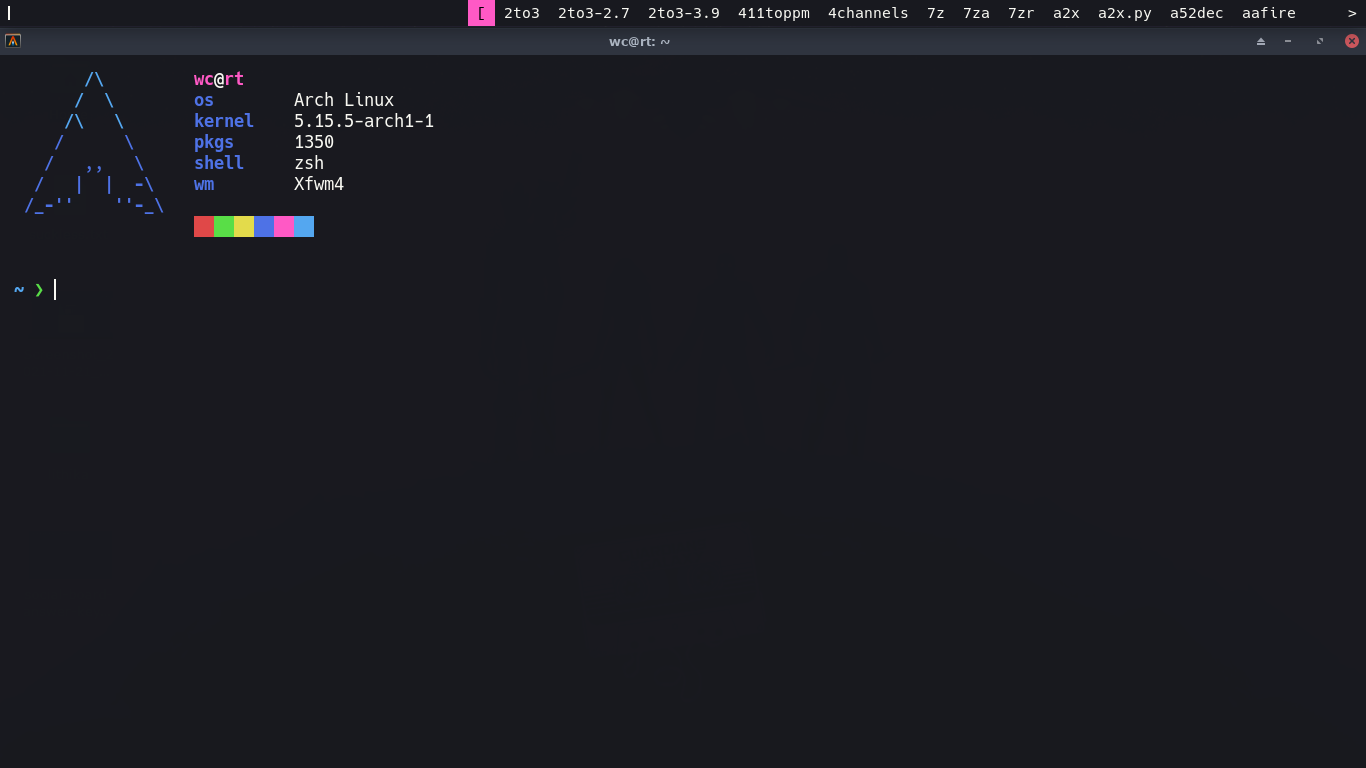 [ 2to3 2to3-2.7 2to3-3.9 411toppm 4channels 7z 7za 7zr a2x a2x.py a52dec aafire >
wc@rt: ~
wc@rt
os Arch Linux
kernel 5.15.5-arch1-1
pkgs 1350
shell zsh
wm Xfwm4
~ ❯